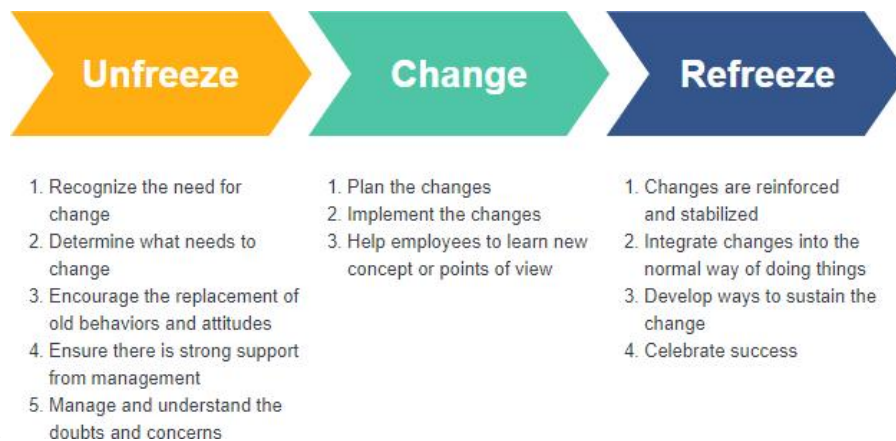 Unfreeze
Change
Refreeze
1. Recognize the need for
change
2. Determine what needs to
change
3. Encourage the replacement of
old behaviors and attitudes
4. Ensure there is strong support
from management
5. Manage and understand the
doubts and concerns
1. Plan the changes
2. Implement the changes
3. Help employees to learn new
concept or points of view
1. Changes are reinforced
and stabilized
2. Integrate changes into the
normal way of doing things
3. Develop ways to sustain the
change
4. Celebrate success